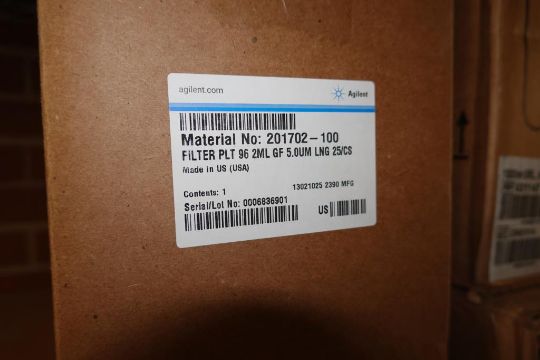 agilent.com
Agilent
Material No: 201702-100
FILTER PLT 96 2ML GF 5.0UM LNG 25/CS
Made in US (USA)
Contents: 1
13021025 2390 MFG
Serial/Lot No: 0006836901
US